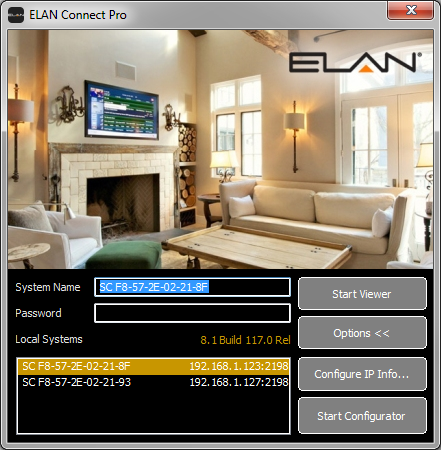 ELAN Connect Pro
ELAN®
System Name SC F8-57-2E-02-21-8F Start Viewer
Password Options <<
Local Systems 8.1 Build 117.0 Rel
SC F8-57-2E-02-21-8F 192.168.1.123:2198 Configure IP Info...
SC F8-57-2E-02-21-93 192.168.1.127:2198
Start Configurator